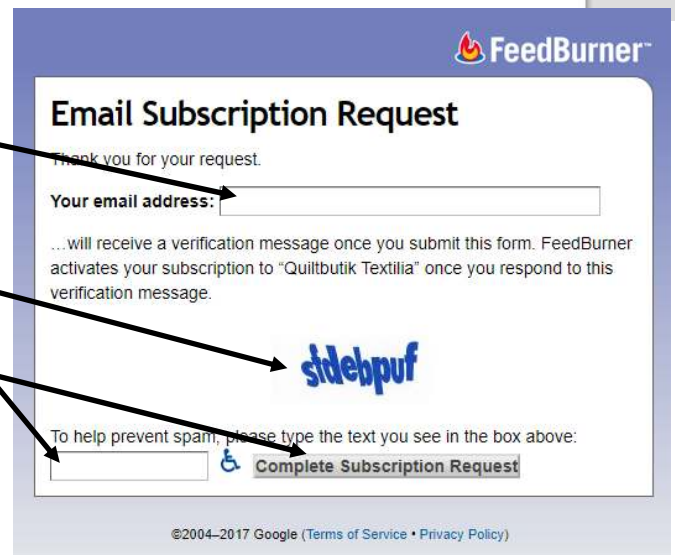 FeedBurner™
Email Subscription Request
Thank you for your request.
Your email address:
…will receive a verification message once you submit this form. FeedBurner
activates your subscription to “Quiltbutik Textilia” once you respond to this
verification message.
stdebpuf
To help prevent spam, please type the text you see in the box above:
Complete Subscription Request
©2004–2017 Google (Terms of Service • Privacy Policy)